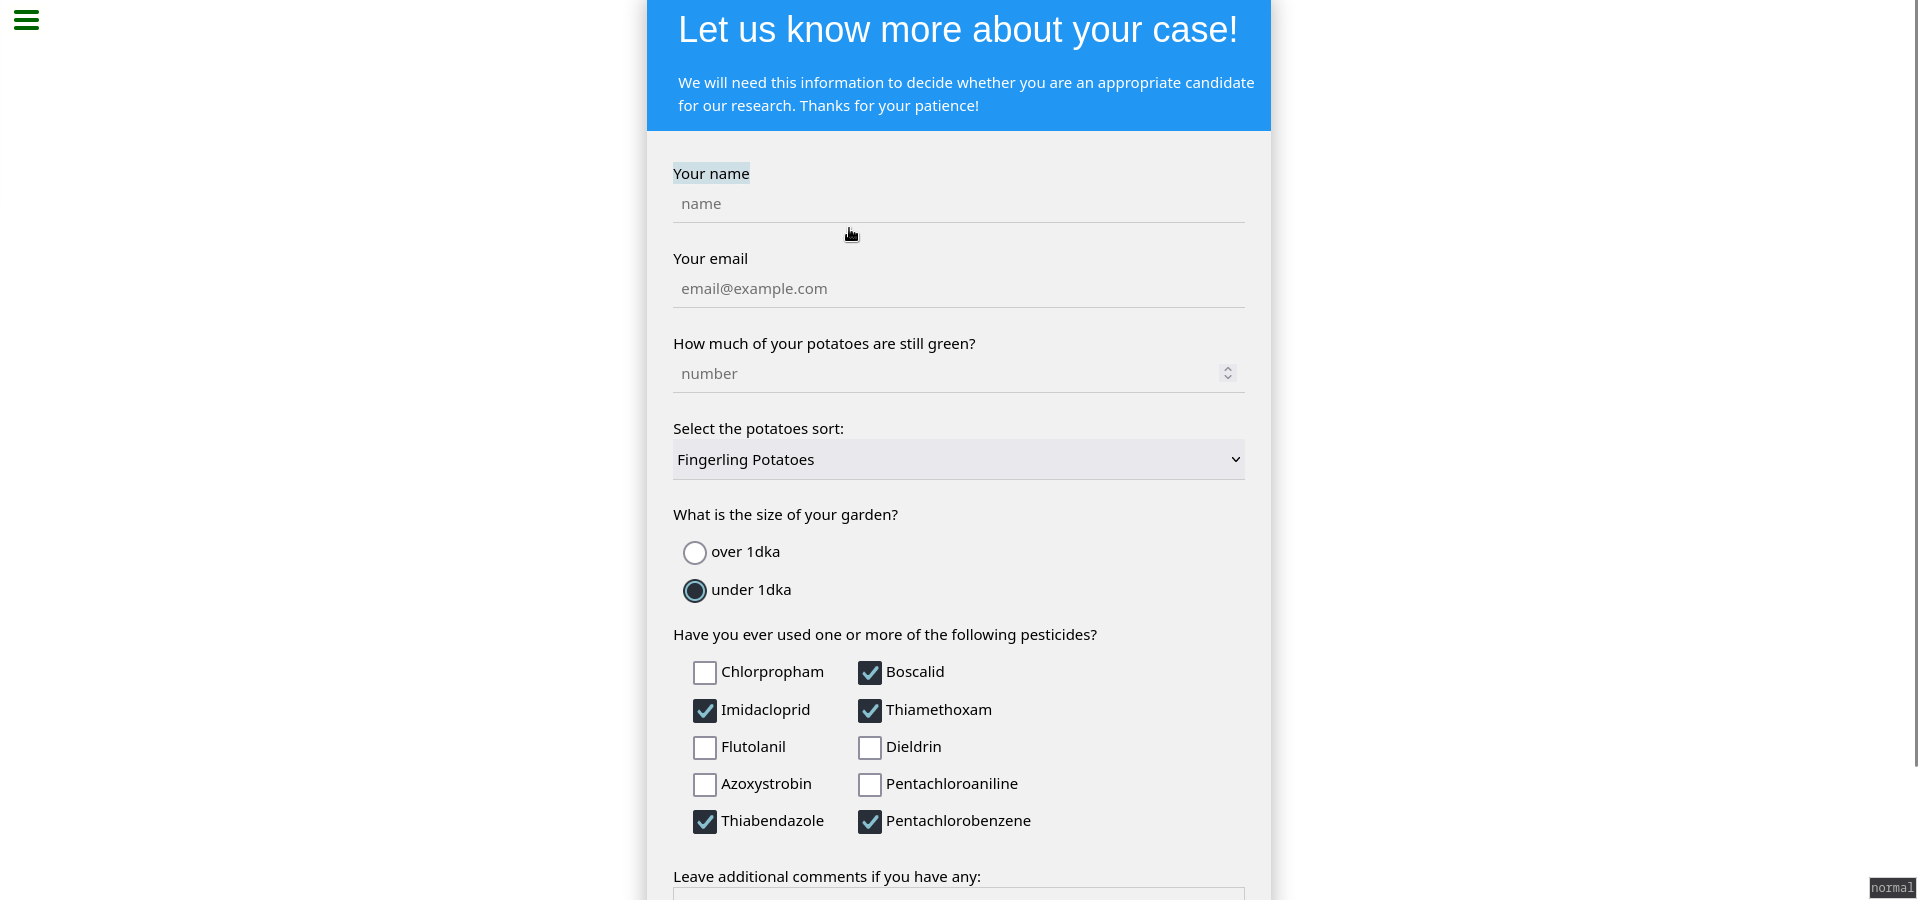 Let us know more about your case!
We will need this information to decide whether you are an appropriate candidate
for our research. Thanks for your patience!
Your name
name
Your email
email@example.com
How much of your potatoes are still green?
number
Select the potatoes sort:
Fingerling Potatoes
What is the size of your garden?
over 1dka
under 1dka
Have you ever used one or more of the following pesticides?
Chlorpropham Boscalid
Imidacloprid Thiamethoxam
Flutolanil Dieldrin
Azoxystrobin Pentachloroaniline
Thiabendazole Pentachlorobenzene
Leave additional comments if you have any:
normal